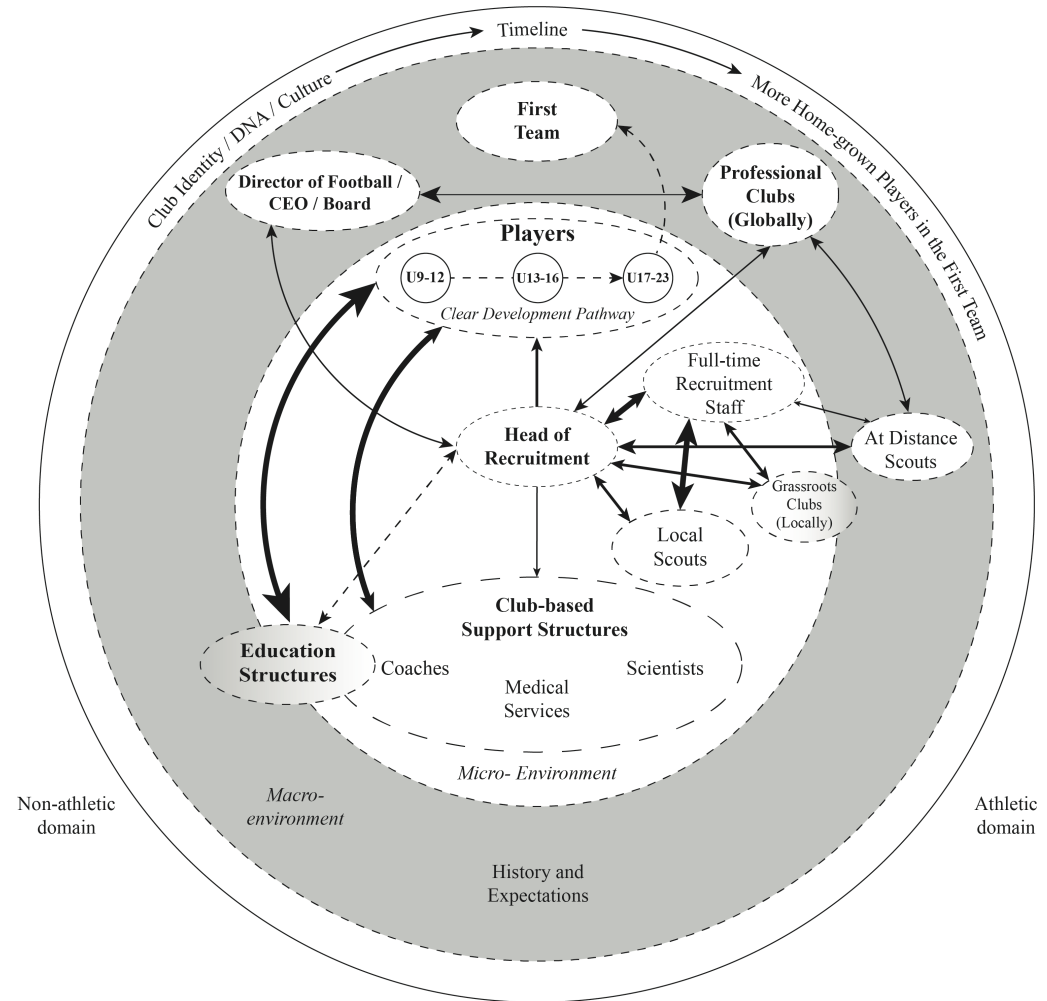 Timeline
Club Identity / DNA / Culture
More Home-grown Players in the First Team
First
Team
Director of Football /
CEO / Board
Professional
Clubs
(Globally)
Players
U9-12
U13-16
U17-23
Clear Development Pathway
Full-time
Recruitment
Staff
Head of
Recruitment
At Distance
Scouts
Grassroots
Clubs
(Locally)
Local
Scouts
Club-based
Support Structures
Education
Structures
Coaches
Scientists
Medical
Services
Micro- Environment
Macro-
environment
Non-athletic
domain
Athletic
domain
History and
Expectations